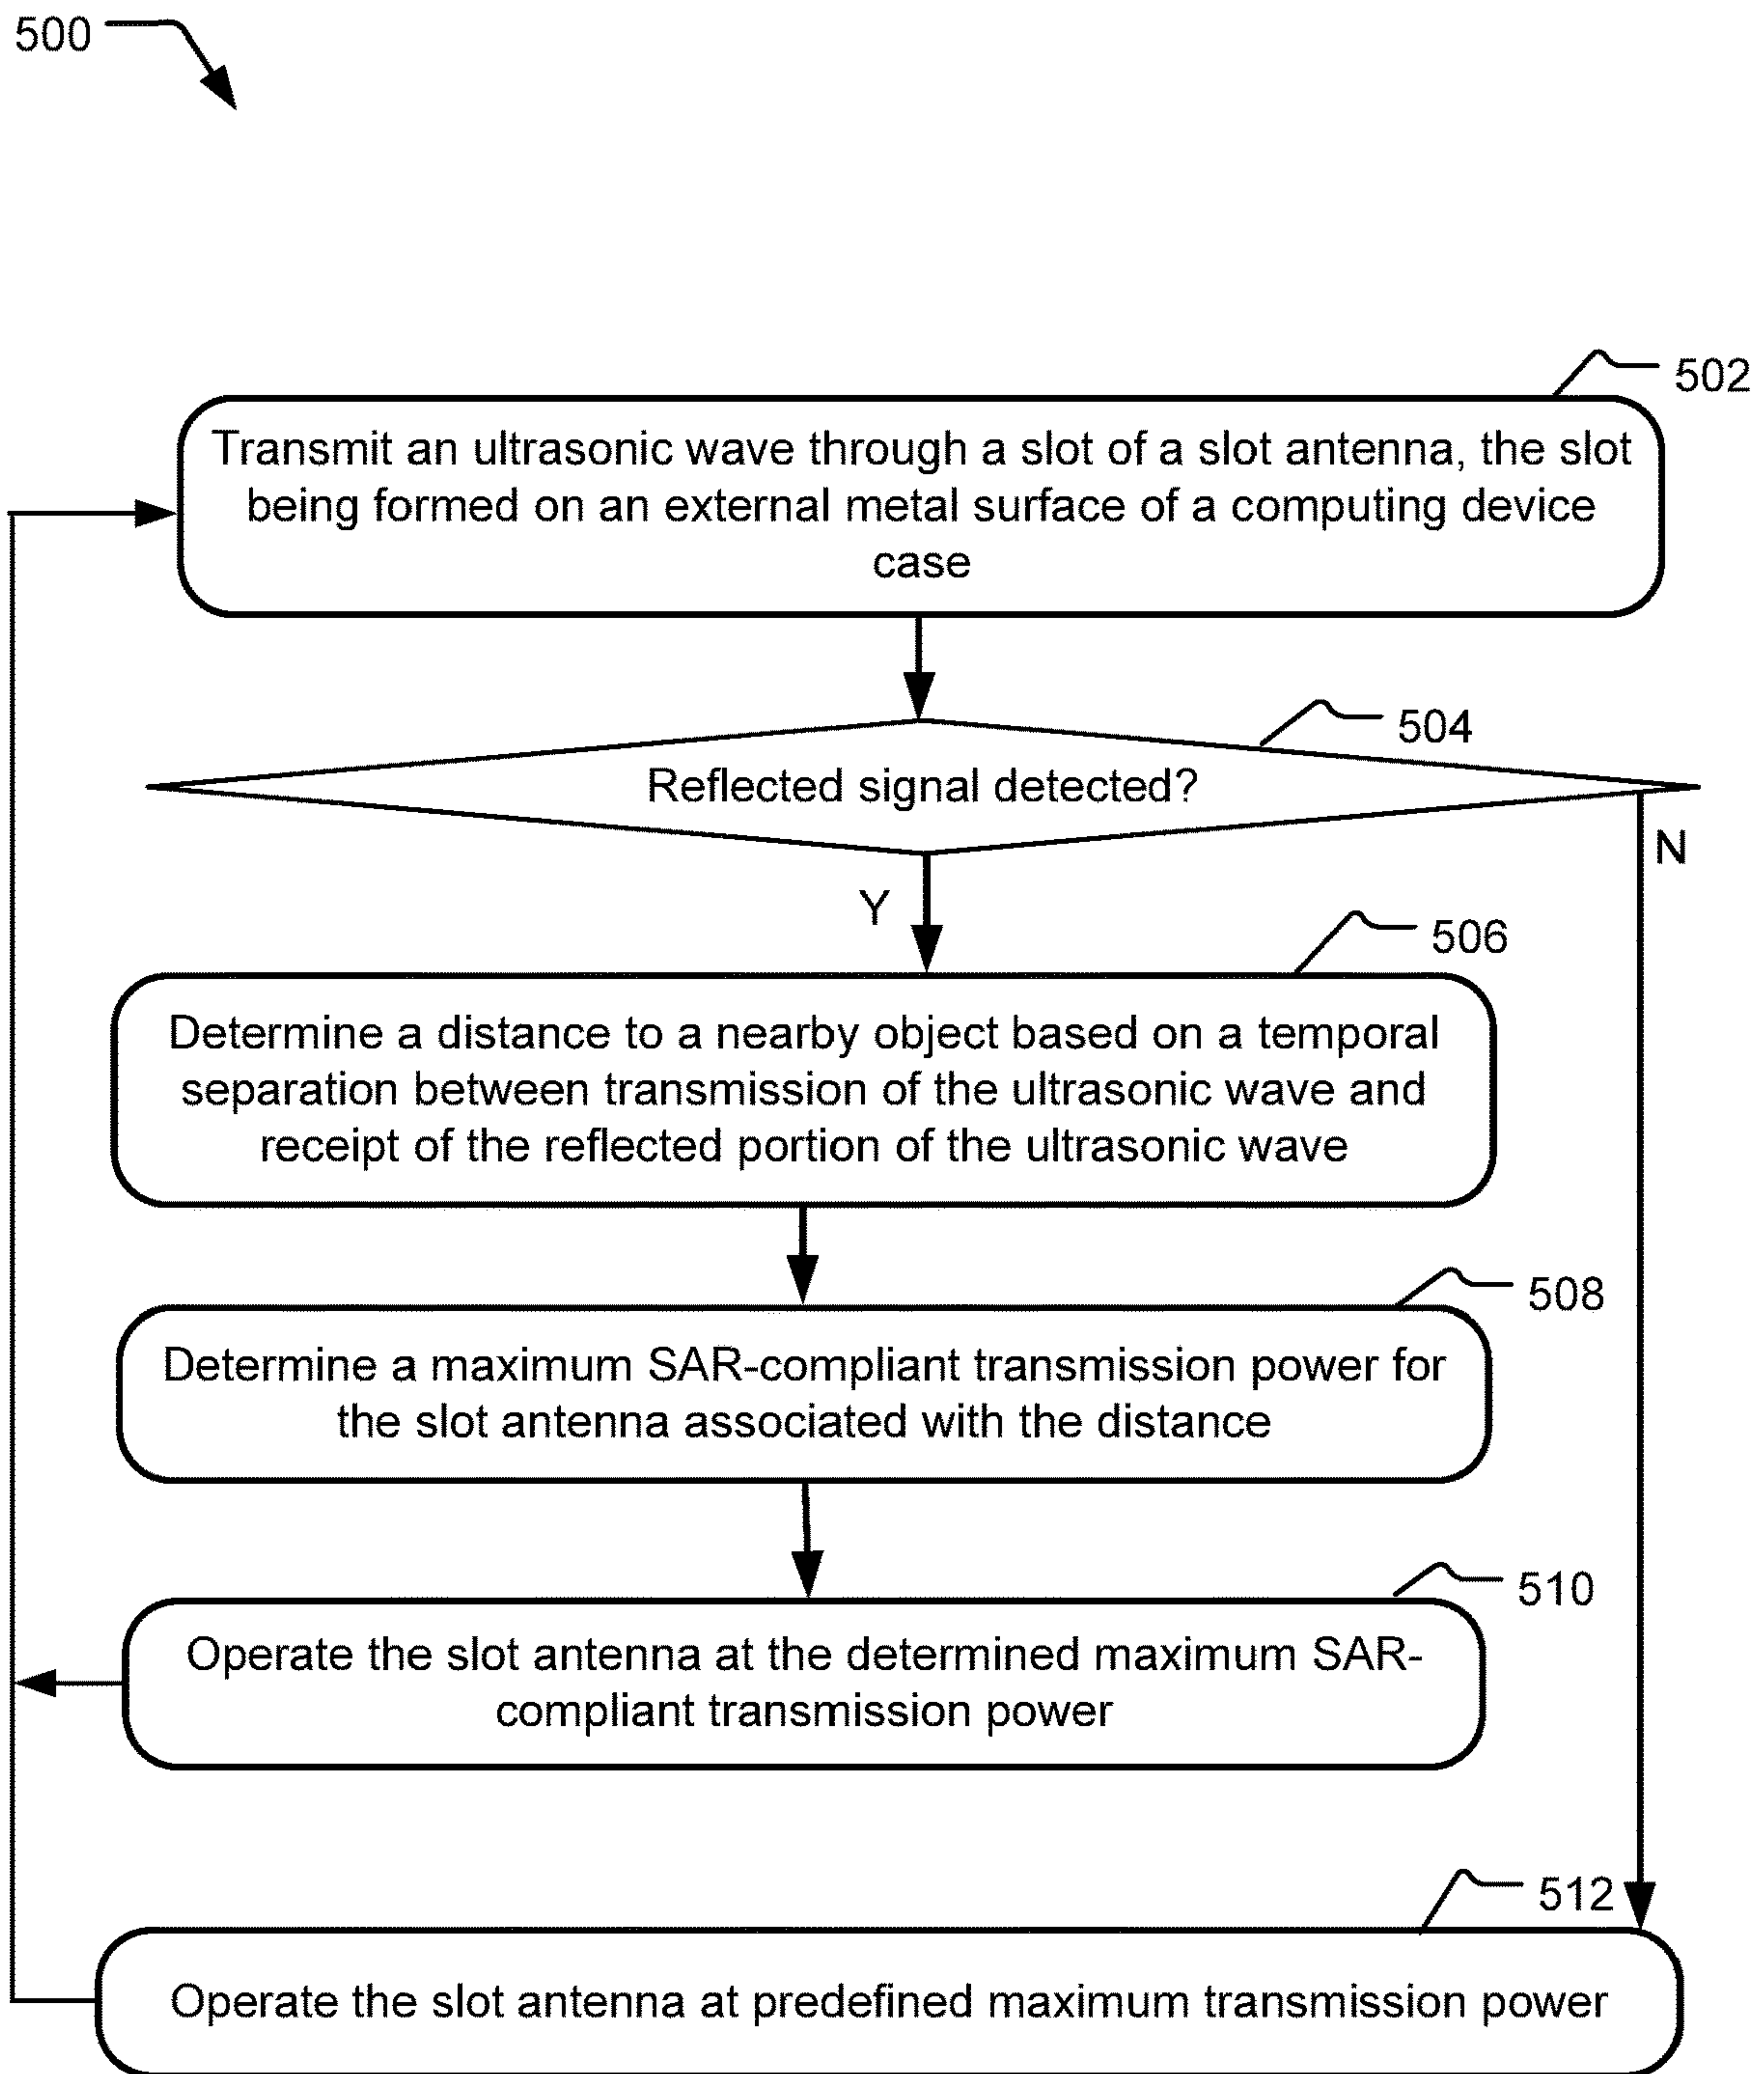 500
502
Transmit an ultrasonic wave through a slot of a slot antenna, the slot
being formed on an external metal surface of a computing device
case
504
Reflected signal detected?
N
Y
506
Determine a distance to a nearby object based on a temporal
separation between transmission of the ultrasonic wave and
receipt of the reflected portion of the ultrasonic wave
508
Determine a maximum SAR-compliant transmission power for
the slot antenna associated with the distance
510
Operate the slot antenna at the determined maximum SAR-
compliant transmission power
512
Operate the slot antenna at predefined maximum transmission power